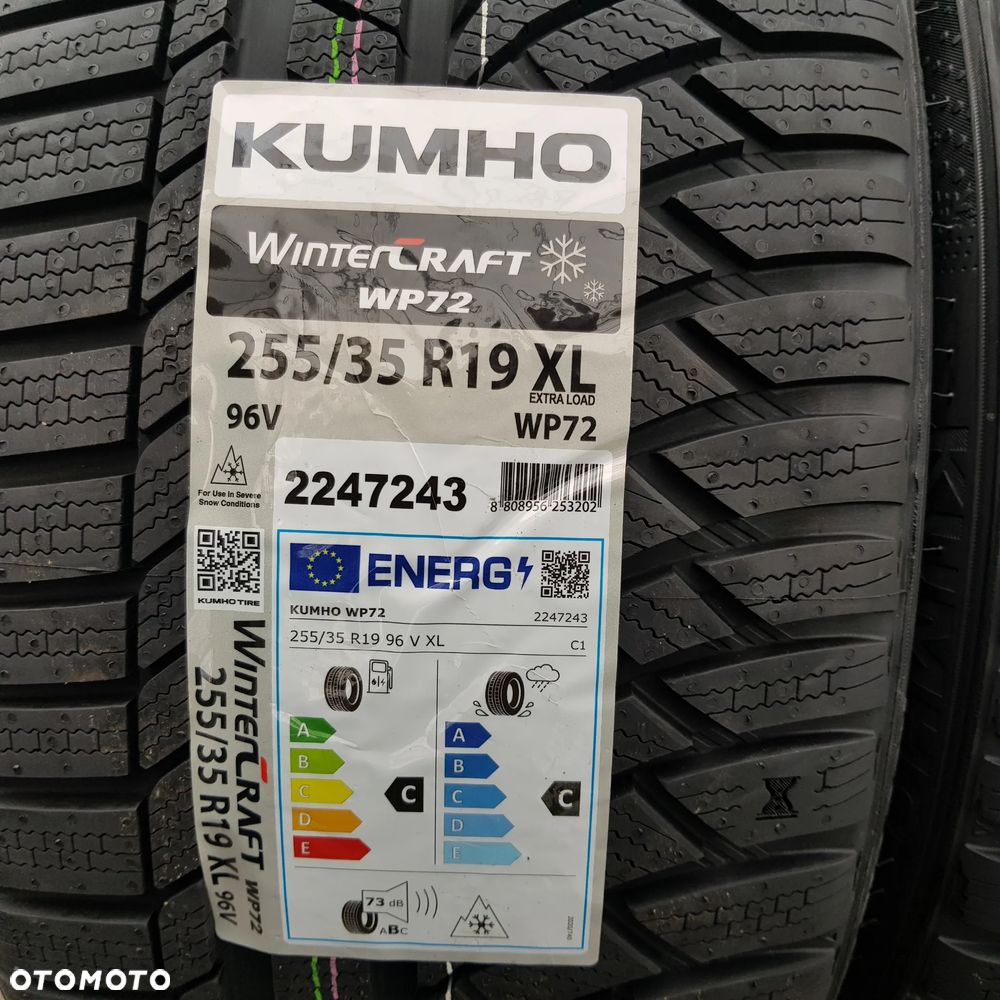 KUMHO
WINTERCRAFT
WP72
255/35 R19 XL
EXTRA LOAD
96V WP72
For Use in Severe
Snow Conditions
2247243
8 808956 253202
KUMHO TIRE
ENERG
KUMHO WP72 2247243
255/35 R19 96 V XL C1
A A
B B
C C C C
D D
E E
73 dB
ABC
2020/740
WINTERCRAFT WP72
255/35 R19 XL 96V
OTOMOTO